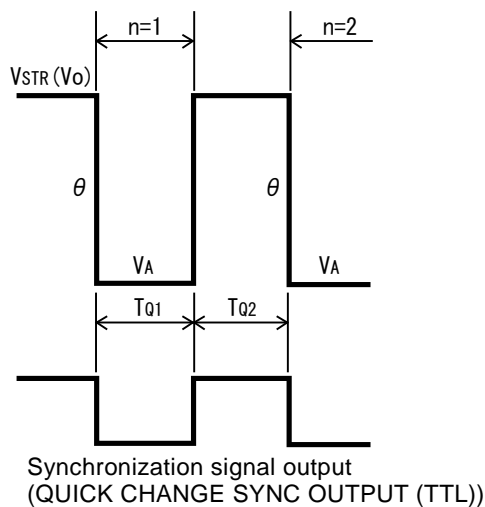 n=1
n=2
VSTR(Vo)
θ
θ
VA
VA
TQ1
TQ2
Synchronization signal output
(QUICK CHANGE SYNC OUTPUT (TTL))